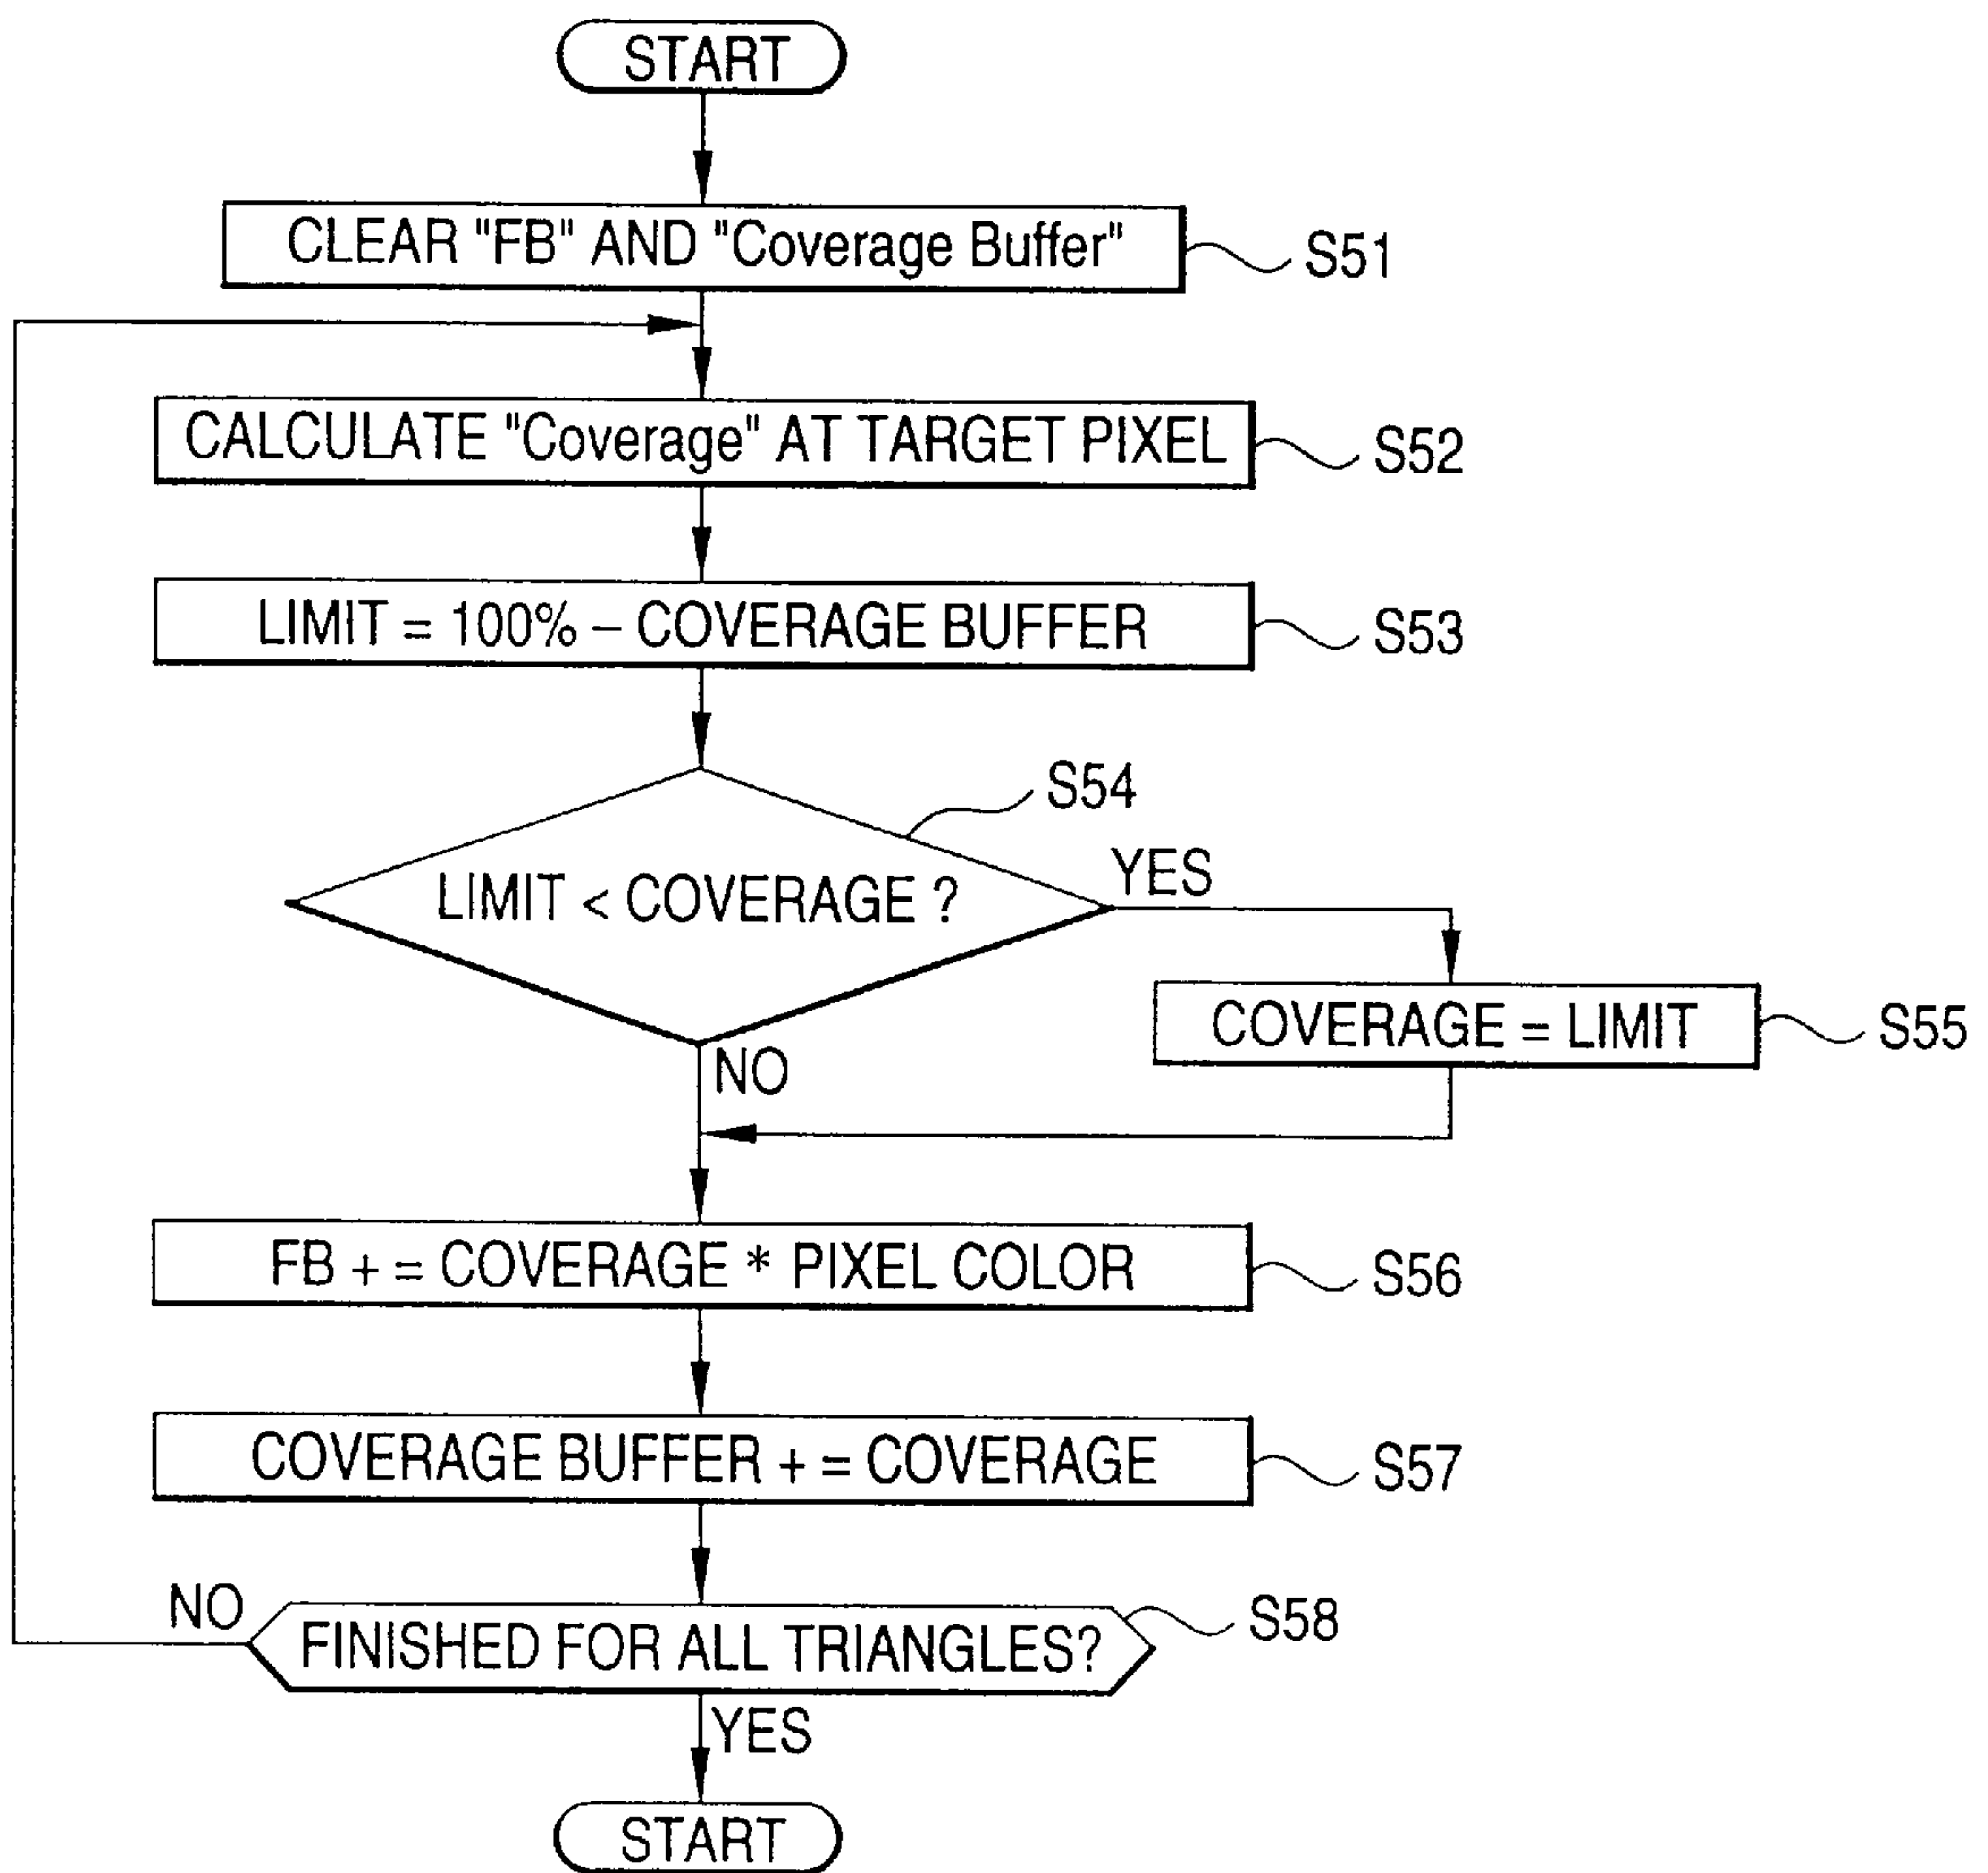 START
CLEAR "FB" AND "Coverage Buffer"
S51
CALCULATE "Coverage" AT TARGET PIXEL
S52
LIMIT = 100% – COVERAGE BUFFER
S53
S54
LIMIT < COVERAGE ?
YES
COVERAGE = LIMIT
S55
NO
FB + = COVERAGE * PIXEL COLOR
S56
COVERAGE BUFFER + = COVERAGE
S57
NO
FINISHED FOR ALL TRIANGLES?
S58
YES
START